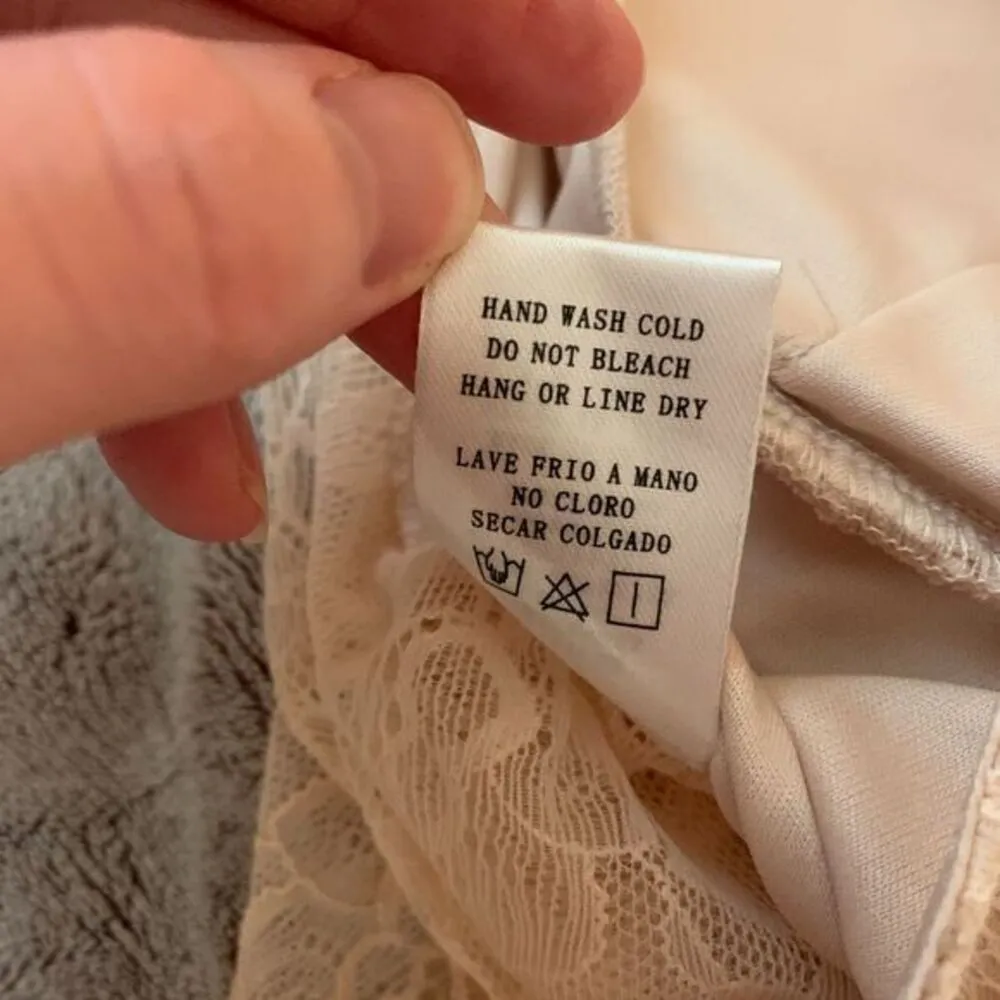 HAND WASH COLD
DO NOT BLEACH
HANG OR LINE DRY
LAVE FRIO A MANO
NO CLORO
SECAR COLGADO